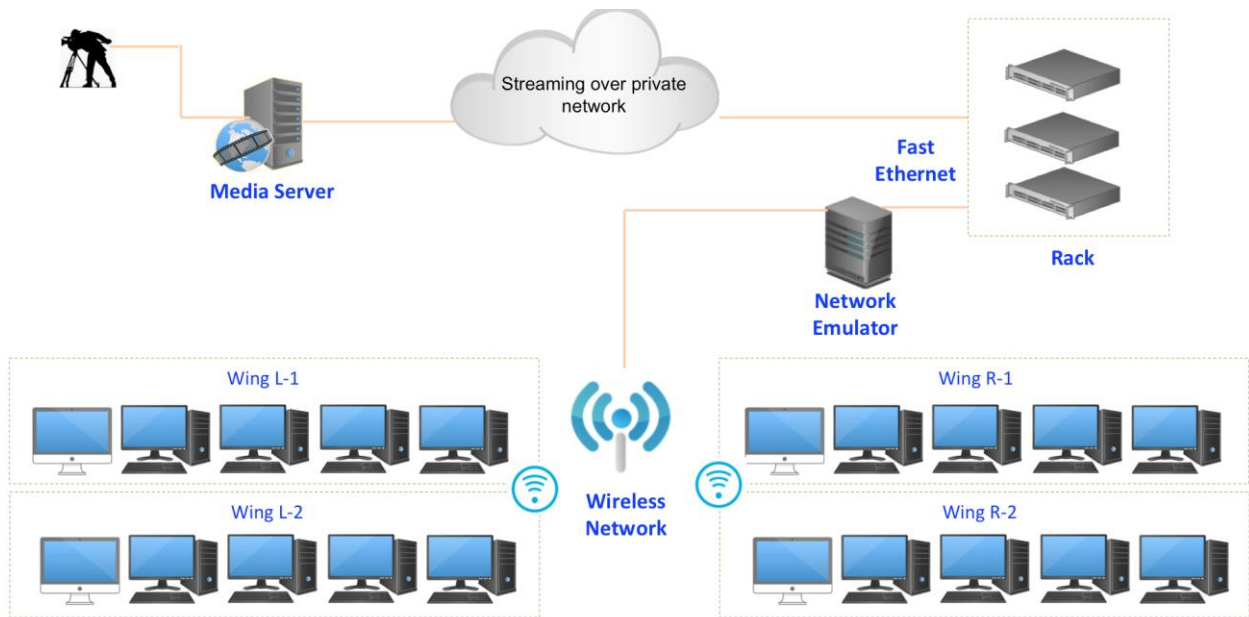 Streaming over private
network
Media Server
Fast
Ethernet
Rack
Network
Emulator
Wing L-1
Wing R-1
Wireless
Network
Wing L-2
Wing R-2